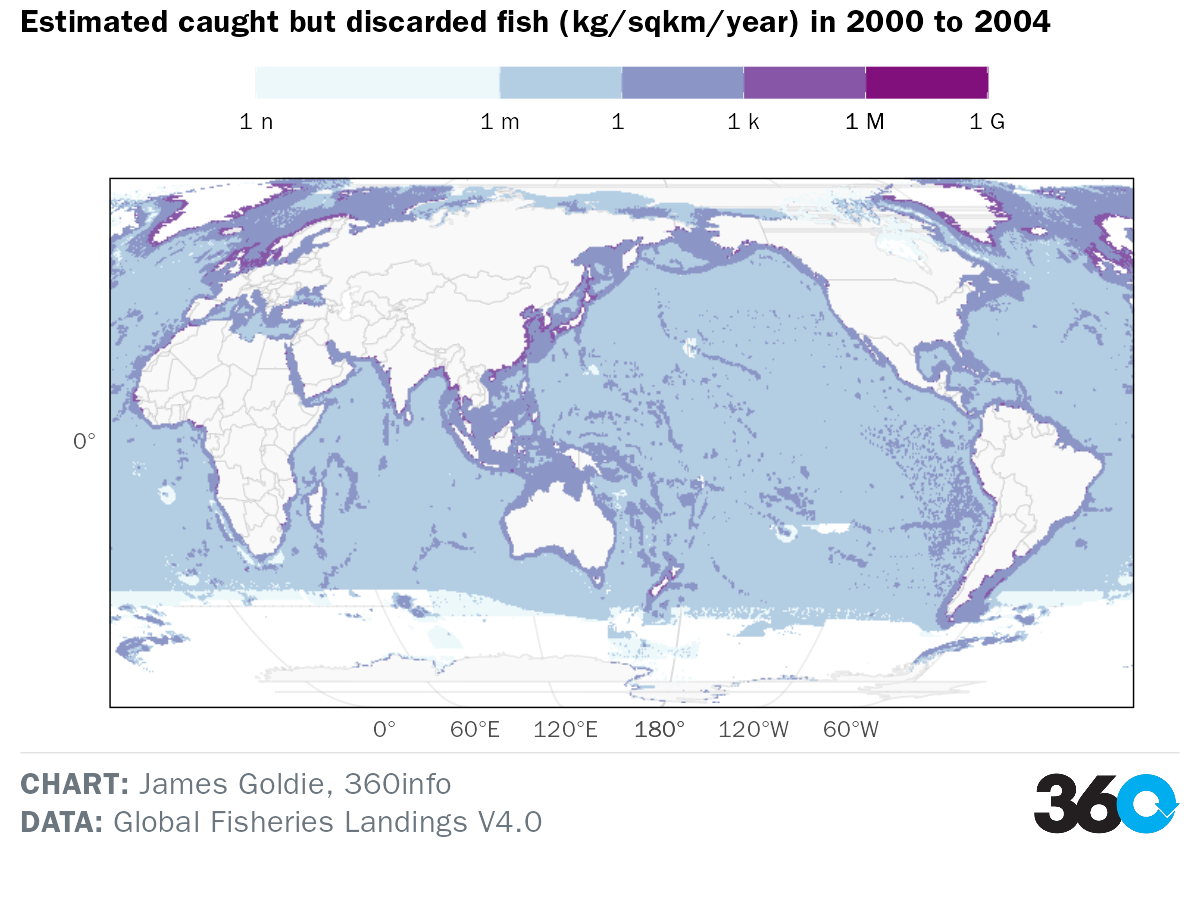 Estimated caught but discarded fish (kg/sqkm/year) in 2000 to 2004
1 n 1 m 1 1 k 1 M 1 G
0°
0° 60°E 120°E 180° 120°W 60°W
CHART: James Goldie, 360info
DATA: Global Fisheries Landings V4.0
360